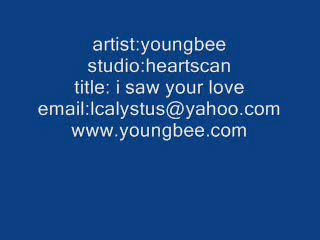 artist:youngbee
studio:heartscan
title: i saw your love
email:lcalystus@yahoo.com
www.youngbee.com